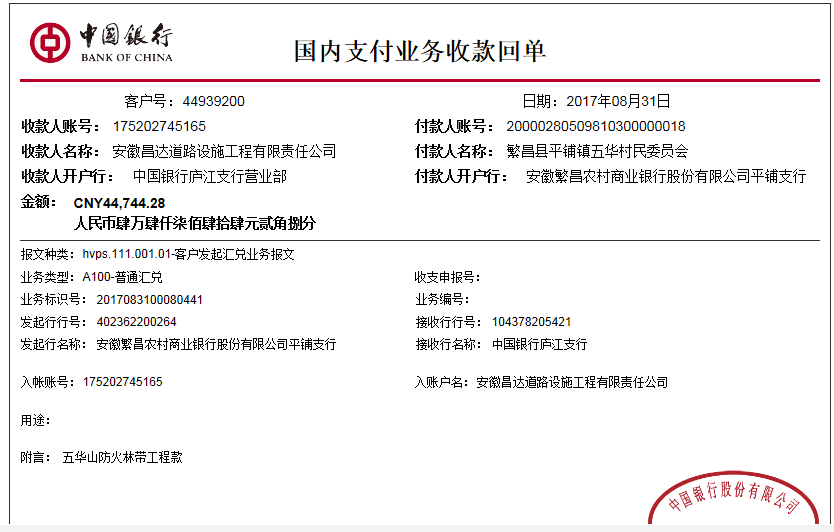 中国银行
BANK OF CHINA
国内支付业务收款回单
客户号：44939200 日期：2017年08月31日
收款人账号： 175202745165 付款人账号： 20000280509810300000018
收款人名称： 安徽昌达道路设施工程有限责任公司 付款人名称： 繁昌县平铺镇五华村民委员会
收款人开户行： 中国银行庐江支行营业部 付款人开户行： 安徽繁昌农村商业银行股份有限公司平铺支行
金额： CNY44,744.28
人民币肆万肆仟柒佰肆拾肆元贰角捌分
报文种类：hvps.111.001.01-客户发起汇兑业务报文
业务类型：A100-普通汇兑 收支申报号：
业务标识号： 2017083100080441 业务编号：
发起行行号： 402362200264 接收行行号： 104378205421
发起行名称： 安徽繁昌农村商业银行股份有限公司平铺支行 接收行名称： 中国银行庐江支行
入帐账号：175202745165 入账户名：安徽昌达道路设施工程有限责任公司
用途：
附言： 五华山防火林带工程款
中国银行股份有限公司